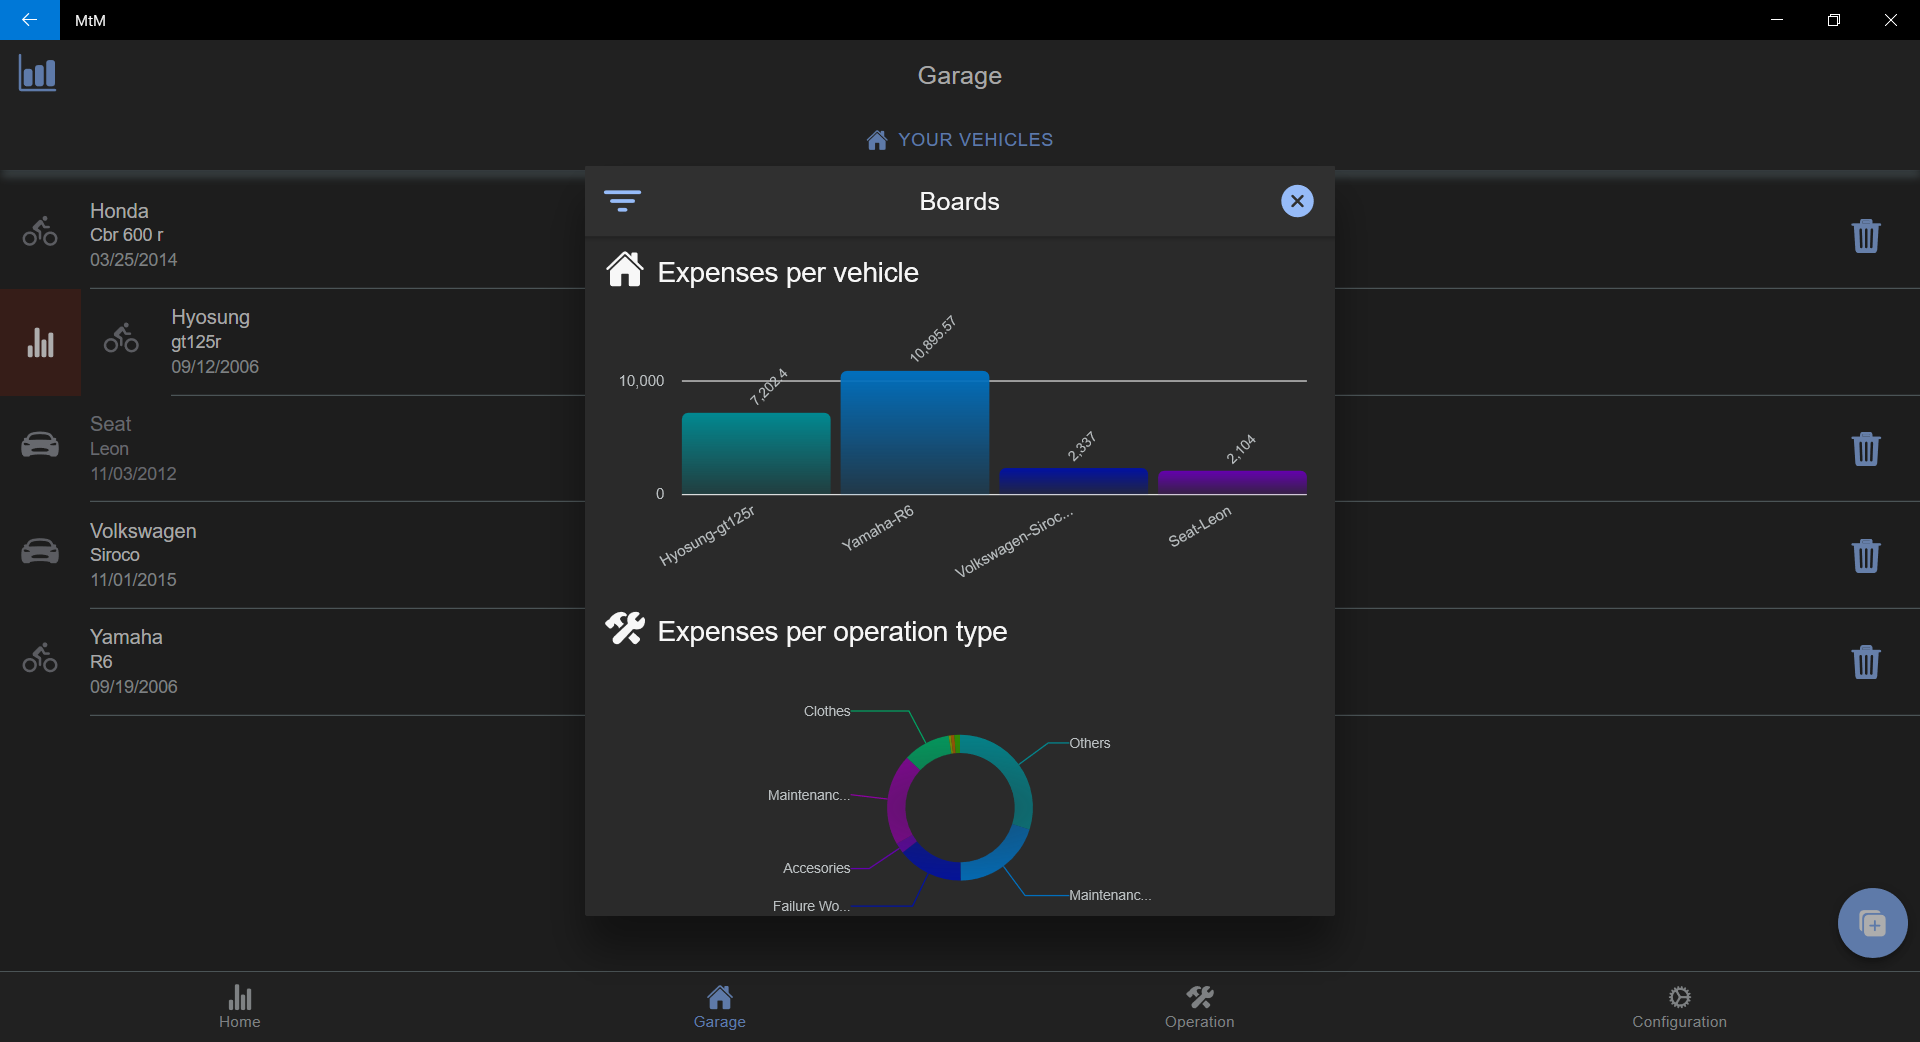 MtM
Garage
YOUR VEHICLES
Honda
Cbr 600 r
03/25/2014
Hyosung
gt125r
09/12/2006
Seat
Leon
11/03/2012
Volkswagen
Siroco
11/01/2015
Yamaha
R6
09/19/2006
Boards
Expenses per vehicle
10,000
0
7,202.4
10,895.57
2,337
2,104
Hyosung-gt125r
Yamaha-R6
Volkswagen-Siroc...
Seat-Leon
Expenses per operation type
Clothes
Others
Maintenanc...
Accesories
Maintenanc...
Failure Wo...
Home
Garage
Operation
Configuration